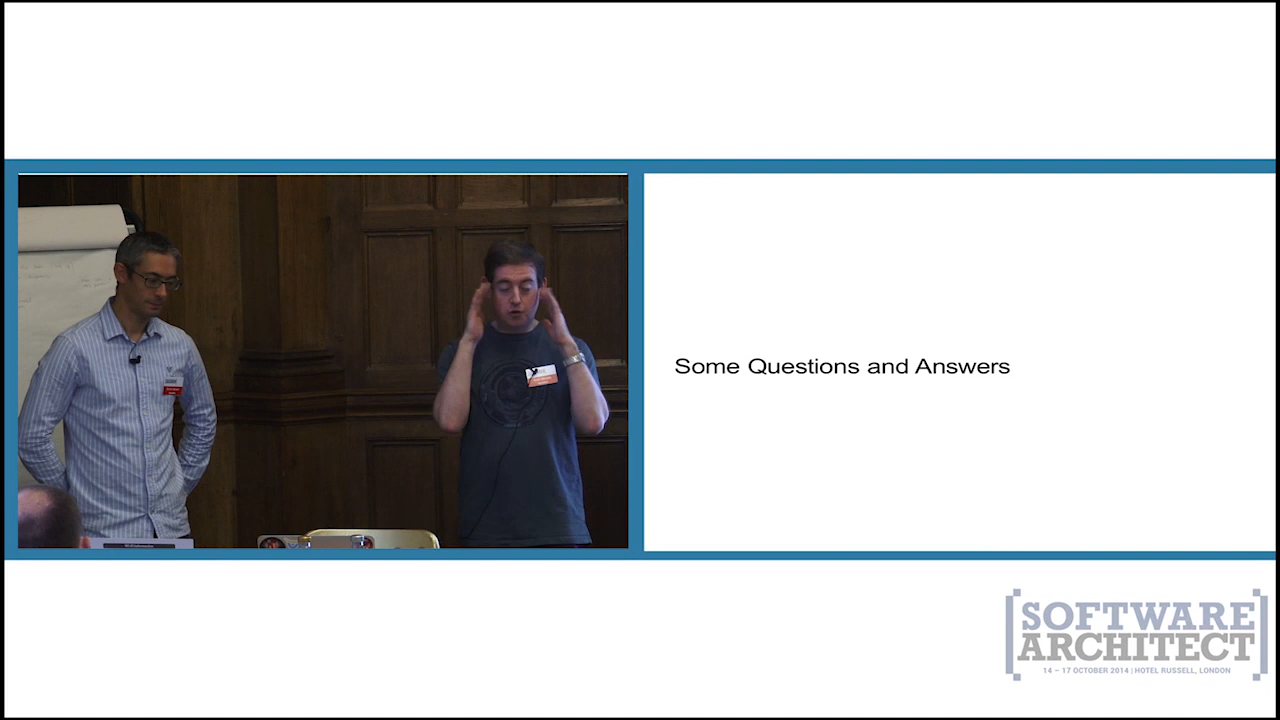 Some Questions and Answers
[SOFTWARE
ARCHITECT]
14 – 17 OCTOBER 2014 | HOTEL RUSSELL, LONDON